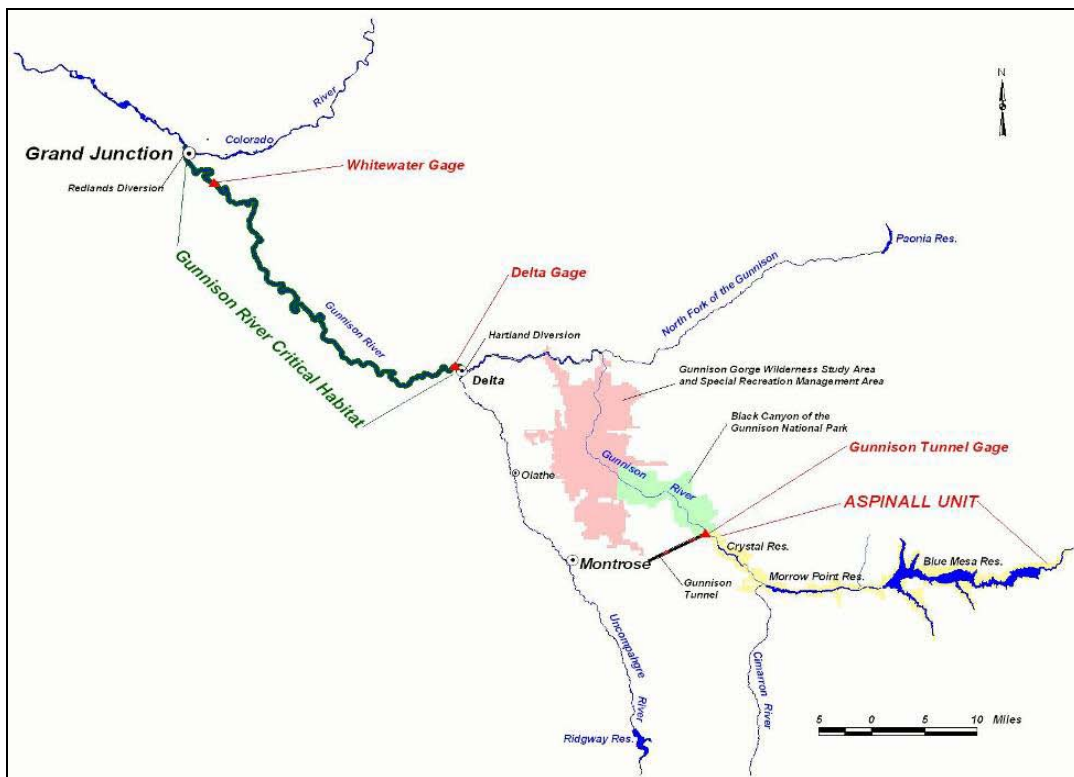 N
River
Colorado
Grand Junction
Whitewater Gage
Redlands Diversion
Paonia Res.
North Fork of the Gunnison
Gunnison River Critical Habitat
Delta Gage
Gunnison River
Hartland Diversion
Delta
Gunnison Gorge Wilderness Study Area
and Special Recreation Management Area
Black Canyon of the
Gunnison National Park
Gunnison Tunnel Gage
Gunnison
River
Olathe
ASPINALL UNIT
Crystal Res.
Blue Mesa Res.
Montrose
Morrow Point Res.
Gunnison
Tunnel
Uncompahgre
River
Cimarron
River
Ridgway Res.
5 0 5 10 Miles